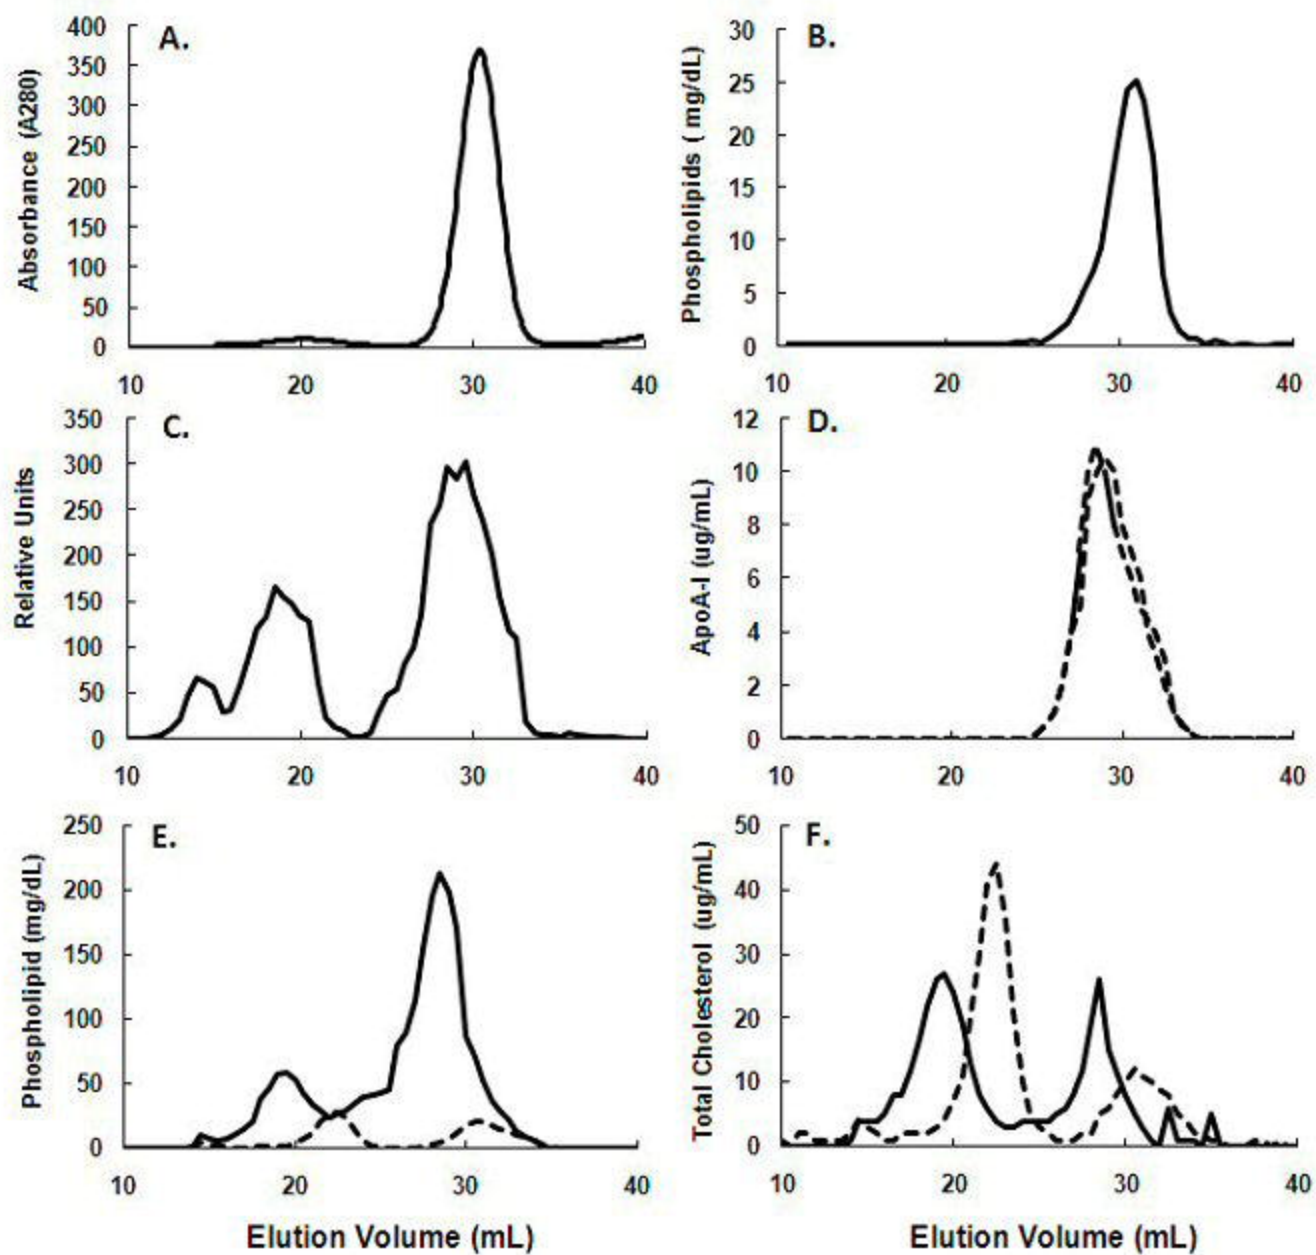 A.
Absorbance (A280)
400
350
300
250
200
150
100
50
0
10 20 30 40
B.
Phospholipids ( mg/dL)
30
25
20
15
10
5
0
10 20 30 40
C.
Relative Units
350
300
250
200
150
100
50
0
10 20 30 40
D.
ApoA-I (ug/mL)
12
10
8
6
4
2
0
10 20 30 40
E.
Phospholipid (mg/dL)
250
200
150
100
50
0
10 20 30 40
Elution Volume (mL)
F.
Total Cholesterol (ug/mL)
50
40
30
20
10
0
10 20 30 40
Elution Volume (mL)